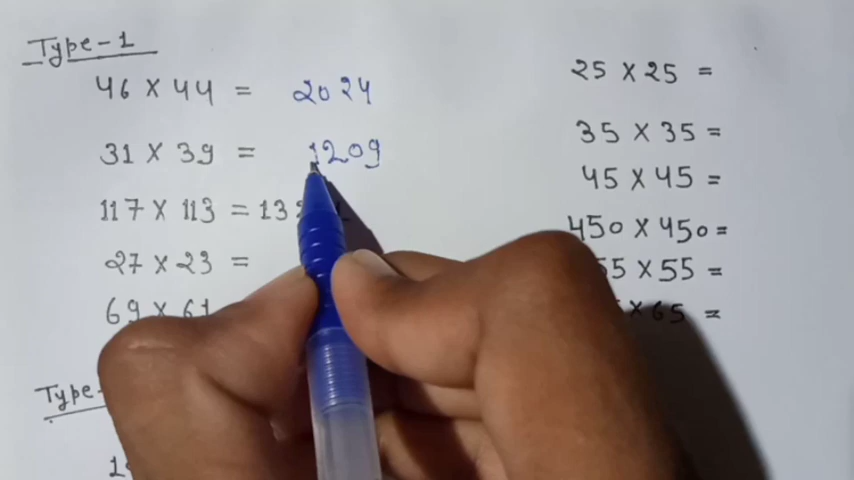 Type-1
46 × 44 = 2024
31 × 39 = 1209
117 × 113 = 13
27 × 23 =
69 × 61
Type-
25 × 25 =
35 × 35 =
45 × 45 =
450 × 450 =
55 × 55 =
× 65 =